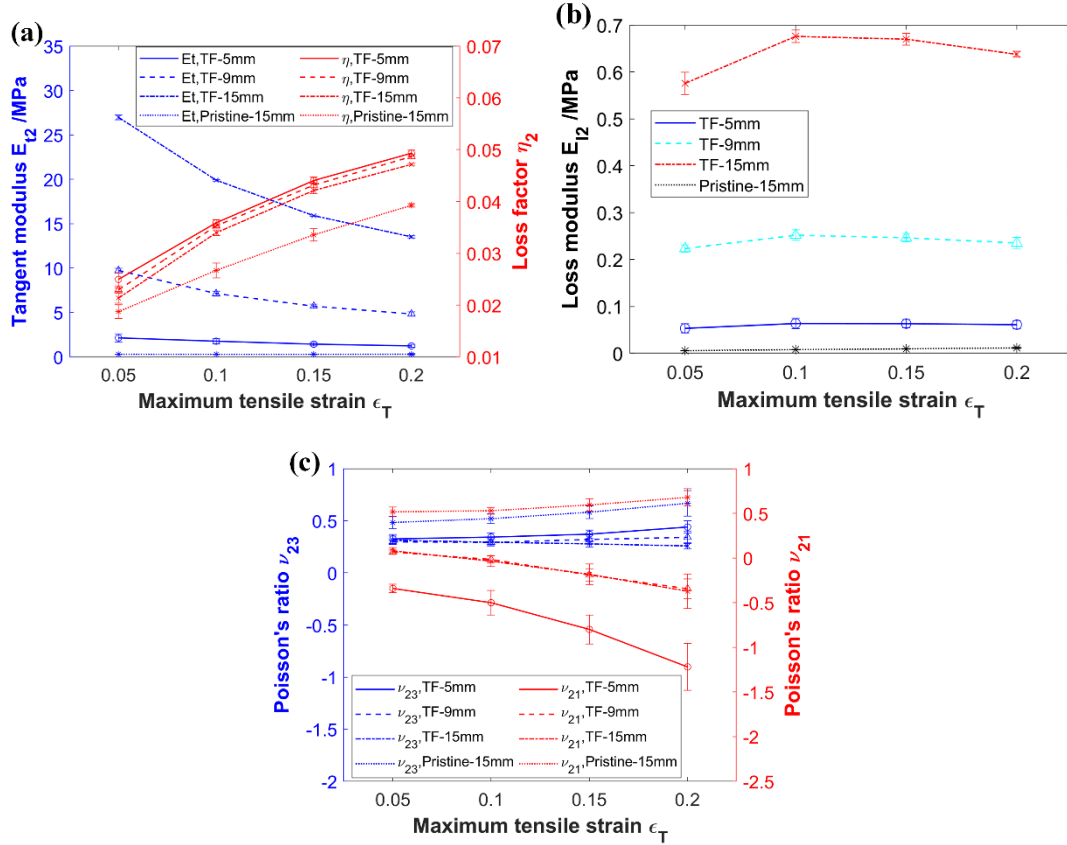 (a)
Tangent modulus E_t2 /MPa
35
30
25
20
15
10
5
0
Et,TF-5mm
Et,TF-9mm
Et,TF-15mm
Et,Pristine-15mm
η,TF-5mm
η,TF-9mm
η,TF-15mm
η,Pristine-15mm
0.07
0.06
0.05
0.04
0.03
0.02
0.01
Loss factor η_2
0.05 0.1 0.15 0.2
Maximum tensile strain ϵ_T
(b)
Loss modulus E_l2 /MPa
0.7
0.6
0.5
0.4
0.3
0.2
0.1
0
TF-5mm
TF-9mm
TF-15mm
Pristine-15mm
0.05 0.1 0.15 0.2
Maximum tensile strain ϵ_T
(c)
Poisson's ratio ν_23
1
0.5
0
-0.5
-1
-1.5
-2
ν_23,TF-5mm
ν_23,TF-9mm
ν_23,TF-15mm
ν_23,Pristine-15mm
ν_21,TF-5mm
ν_21,TF-9mm
ν_21,TF-15mm
ν_21,Pristine-15mm
1
0.5
0
-0.5
-1
-1.5
-2
-2.5
Poisson's ratio ν_21
0.05 0.1 0.15 0.2
Maximum tensile strain ϵ_T